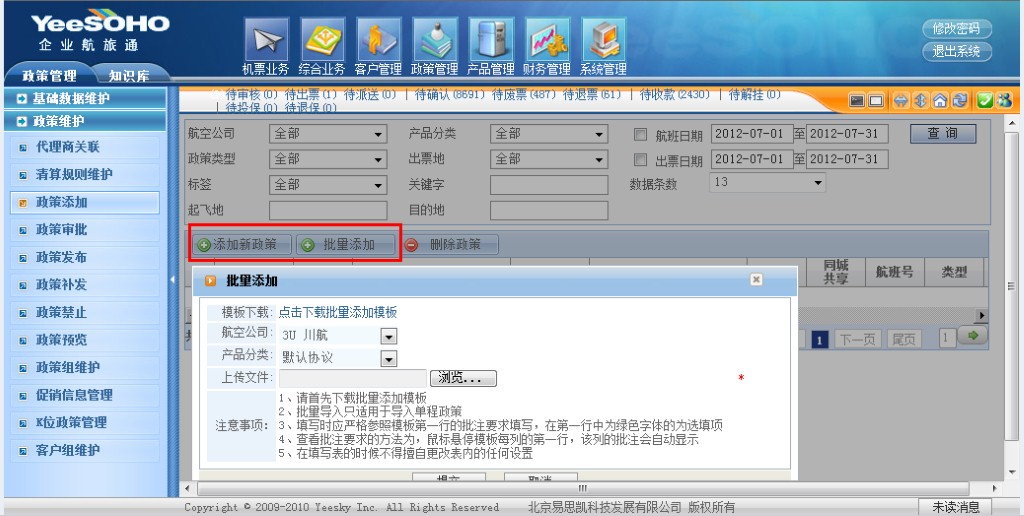 YeeSOHO
企业航旅通
修改密码
退出系统
机票业务 综合业务 客户管理 政策管理 产品管理 财务管理 系统管理
政策管理 知识库
待审核(0) 待出票(1) 待派送(0) | 待确认(8691) 待废票(487) 待退票(61) | 待收款(2430) | 待解挂(0)
| 待投保(0) 待退保(0)
基础数据维护
政策维护
代理商关联
清算规则维护
政策添加
政策审批
政策发布
政策补发
政策禁止
政策预览
政策组维护
促销信息管理
K位政策管理
客户组维护
航空公司 全部 产品分类 全部 航班日期 2012-07-01 至 2012-07-31 查 询
政策类型 全部 出票地 全部 出票日期 2012-07-01 至 2012-07-31
标签 全部 关键字 数据条数 13
起飞地 目的地
添加新政策 批量添加 删除政策
同城共享 航班号 类型
1 下一页 尾页 1
批量添加
模板下载: 点击下载批量添加模板
航空公司: 3U 川航
产品分类: 默认协议
上传文件: 浏览... *
注意事项:
1、请首先下载批量添加模板
2、批量导入只适用于导入单程政策
3、填写时应严格参照模板第一行的批注要求填写，在第一行中为绿色字体的为选填项
4、查看批注要求的方法为，鼠标悬停模板每列的第一行，该列的批注会自动显示
5、在填写表的时候不得擅自更改表内的任何设置
提交 取消
Copyright © 2009-2010 Yeesky Inc. All Rights Reserved 北京易思凯科技发展有限公司 版权所有
未读消息